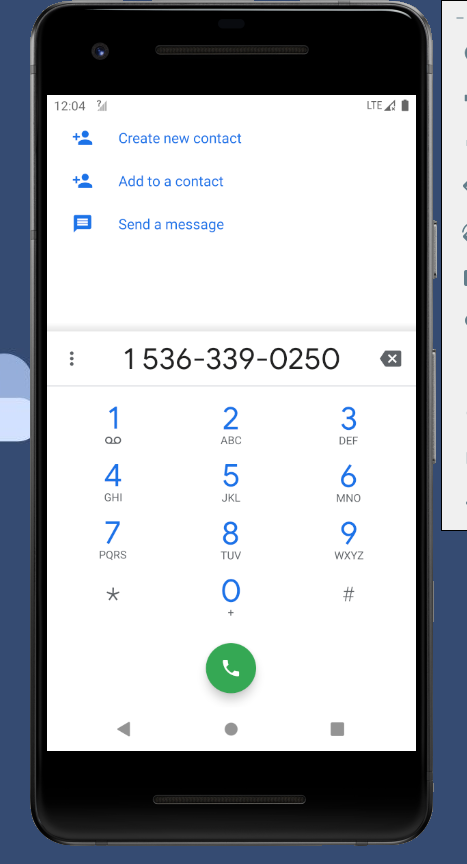 12:04 LTE
Create new contact
Add to a contact
Send a message
1 536-339-0250
1 2 3
ABC DEF
4 5 6
GHI JKL MNO
7 8 9
PQRS TUV WXYZ
* 0 #
+